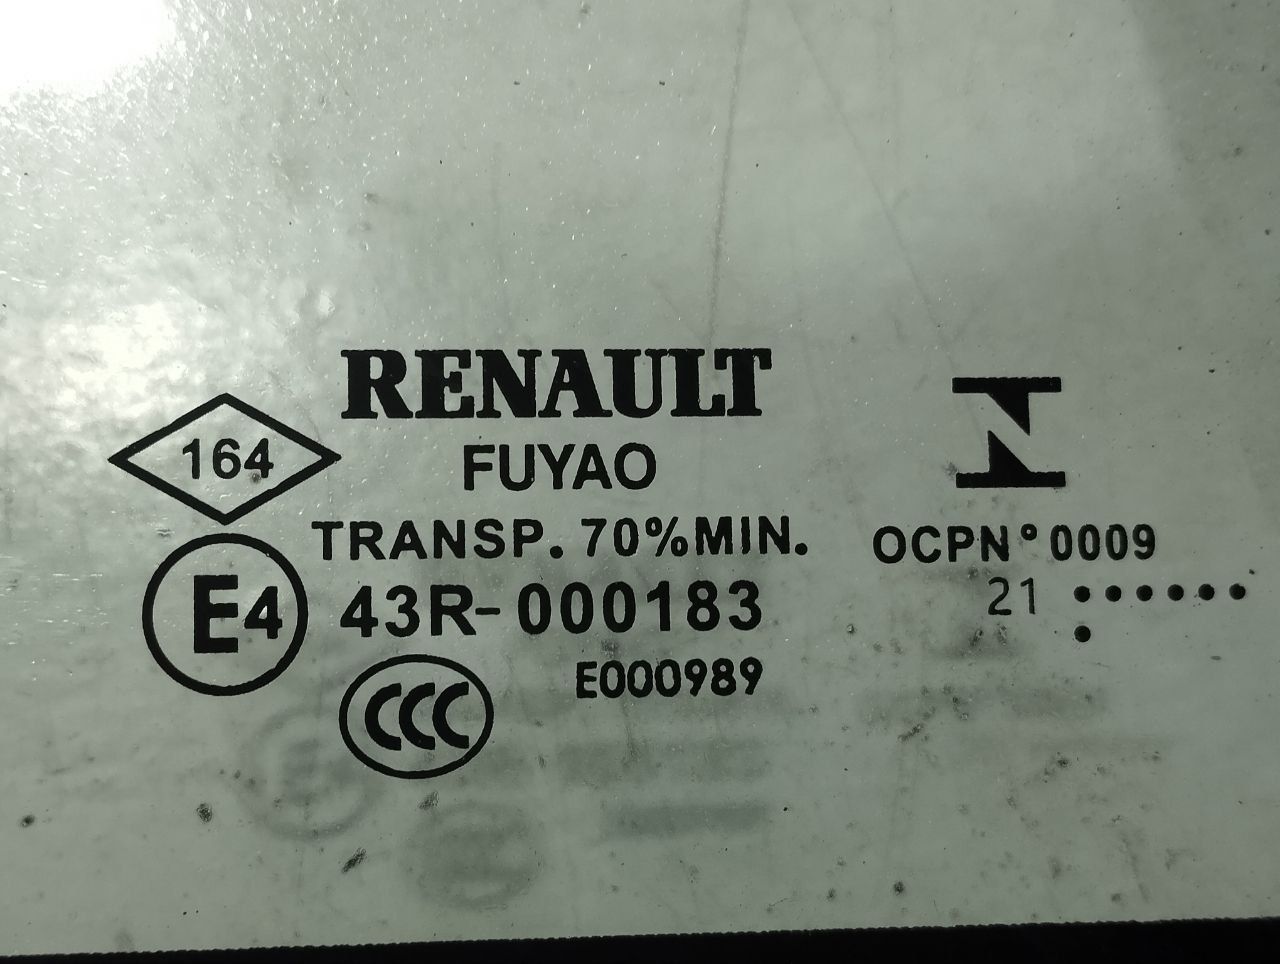 RENAULT
164
FUYAO
TRANSP. 70%MIN.
OCPN°0009
E4
43R-000183
21 ......
.
E000989
CCC